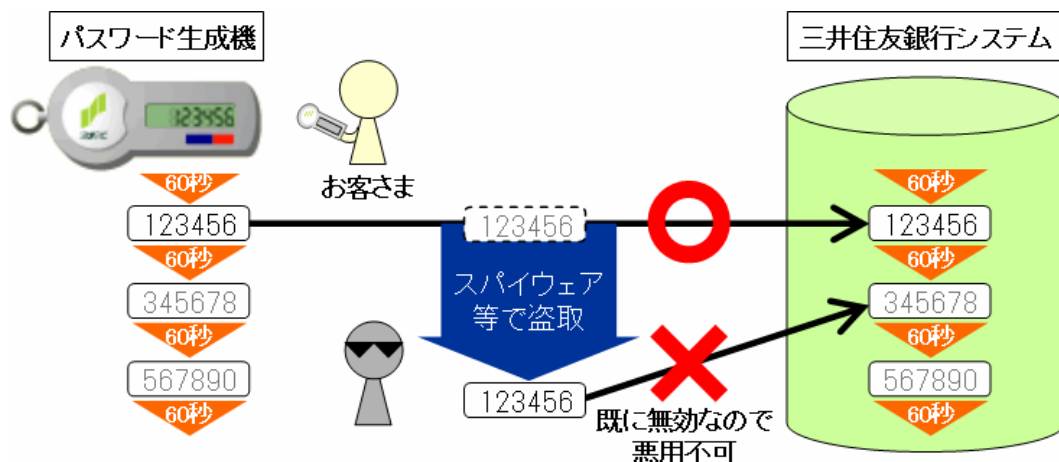 パスワード生成機
三井住友銀行システム
123456
お客さま
60秒
60秒
123456
123456
123456
60秒
60秒
スパイウェア
等で盗取
345678
345678
60秒
60秒
567890
567890
123456
既に無効なので
悪用不可
60秒
60秒